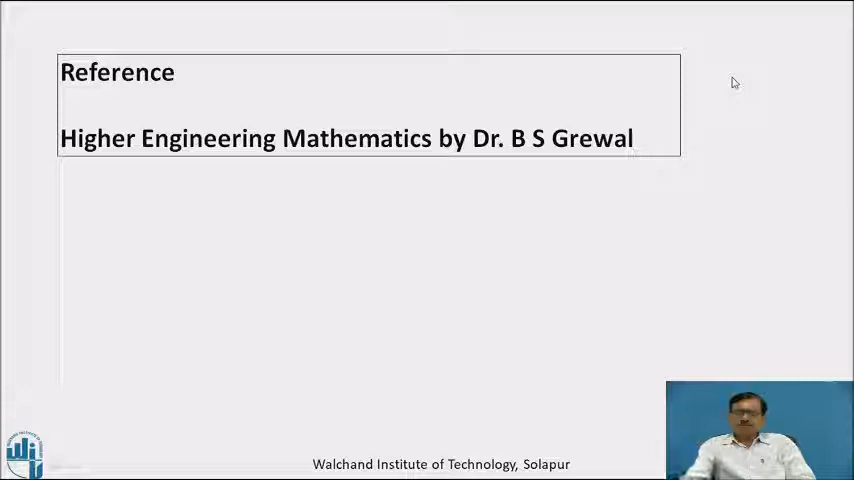 Reference
Higher Engineering Mathematics by Dr. B S Grewal
Walchand Institute of Technology, Solapur